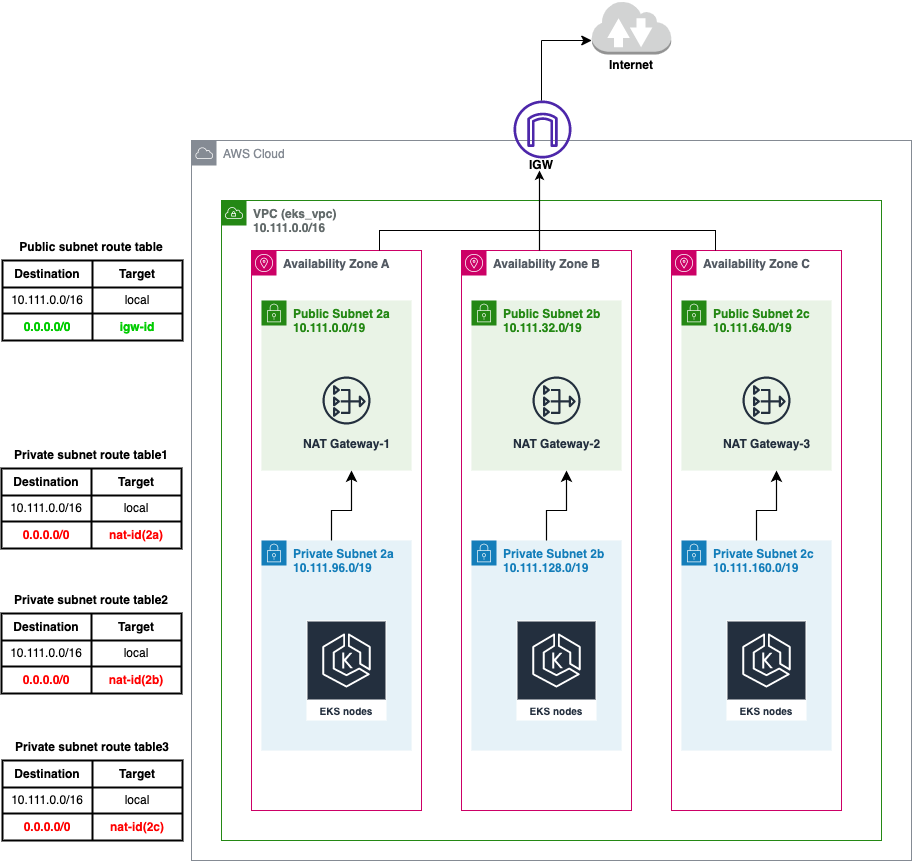 Internet
IGW
AWS Cloud
VPC (eks_vpc)
10.111.0.0/16
Public subnet route table
Destination Target
10.111.0.0/16 local
0.0.0.0/0 igw-id
Private subnet route table1
Destination Target
10.111.0.0/16 local
0.0.0.0/0 nat-id(2a)
Private subnet route table2
Destination Target
10.111.0.0/16 local
0.0.0.0/0 nat-id(2b)
Private subnet route table3
Destination Target
10.111.0.0/16 local
0.0.0.0/0 nat-id(2c)
Availability Zone A
Public Subnet 2a
10.111.0.0/19
NAT Gateway-1
Private Subnet 2a
10.111.96.0/19
K
EKS nodes
Availability Zone B
Public Subnet 2b
10.111.32.0/19
NAT Gateway-2
Private Subnet 2b
10.111.128.0/19
K
EKS nodes
Availability Zone C
Public Subnet 2c
10.111.64.0/19
NAT Gateway-3
Private Subnet 2c
10.111.160.0/19
K
EKS nodes